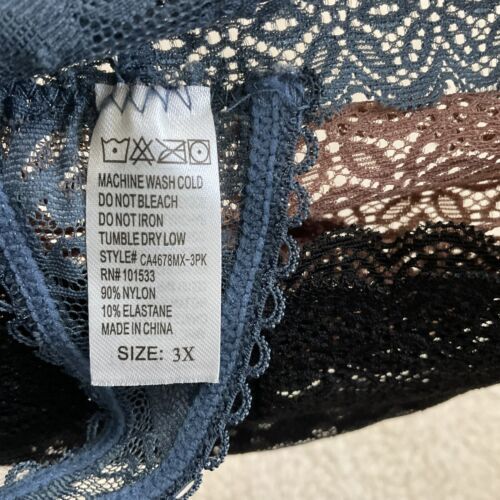 MACHINE WASH COLD
DO NOT BLEACH
DO NOT IRON
TUMBLE DRY LOW
STYLE# CA4678MX-3PK
RN# 101533
90% NYLON
10% ELASTANE
MADE IN CHINA
SIZE: 3X